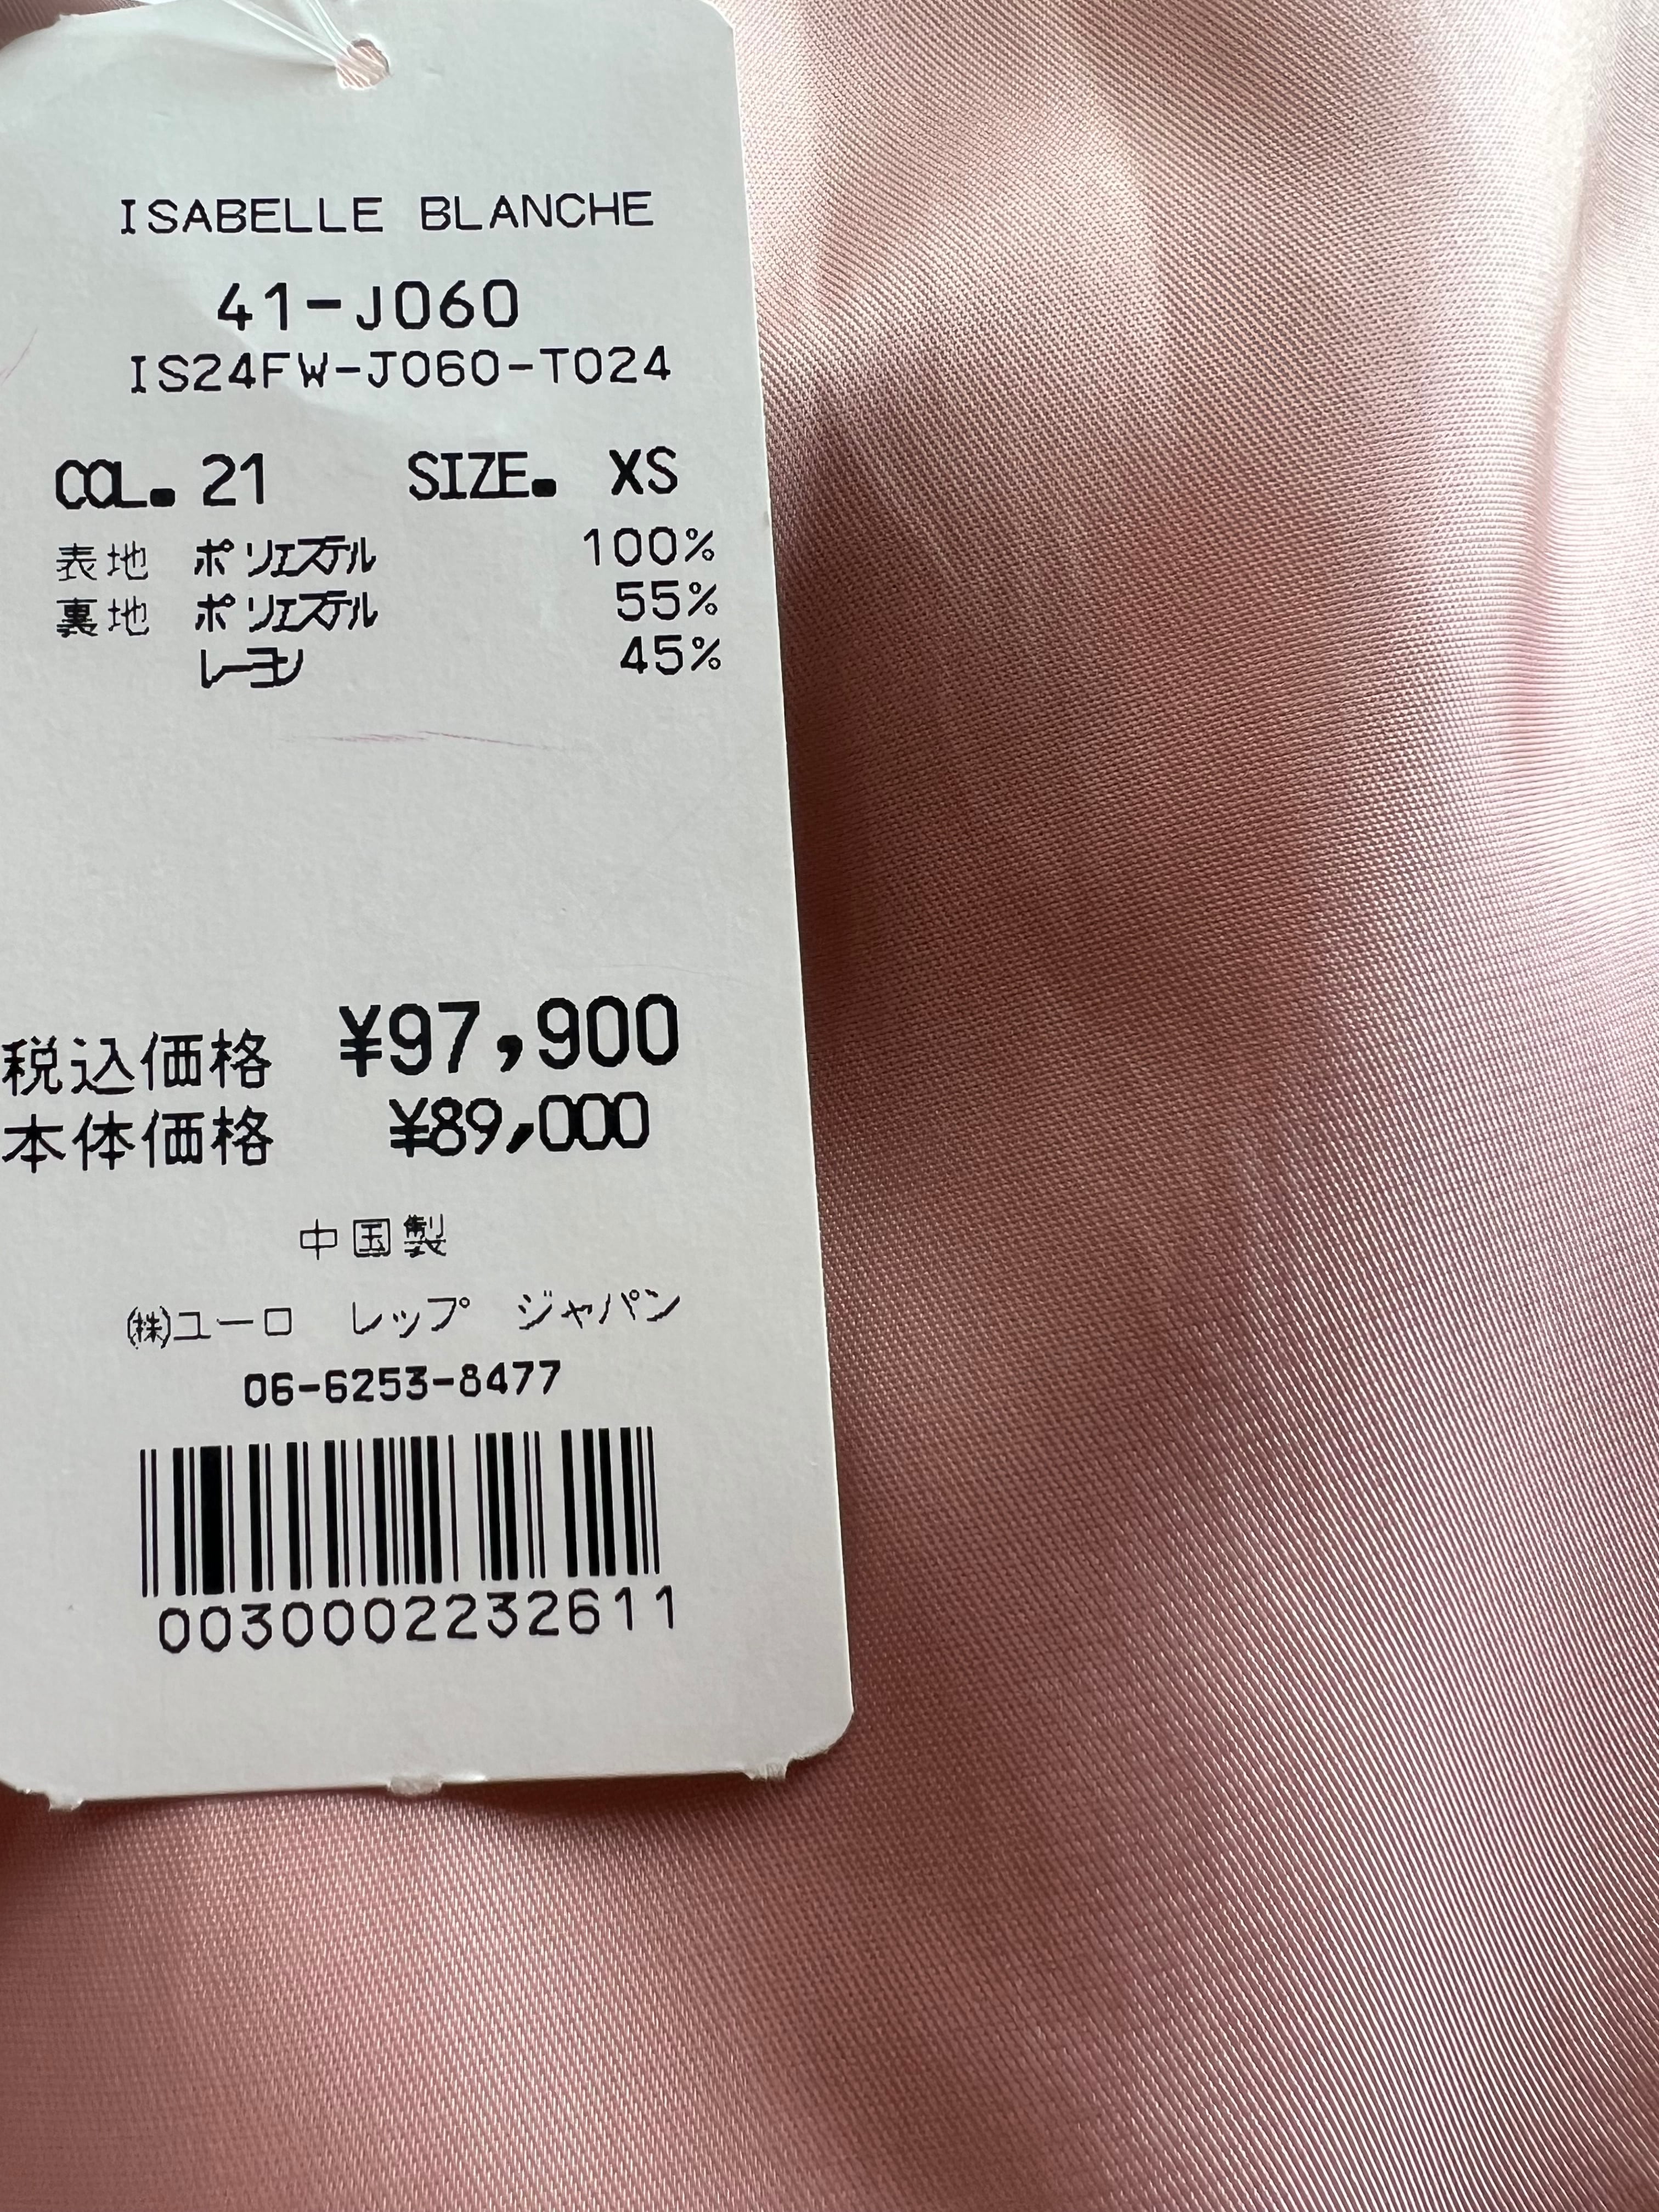 ISABELLE BLANCHE
41-J060
IS24FW-J060-T024
COL. 21 SIZE. XS
表地 ポリエステル 100%
裏地 ポリエステル 55%
レーヨン 45%
税込価格 ¥97,900
本体価格 ¥89,000
中国製
㈱ユーロ レップ ジャパン
06-6253-8477
0030002232611